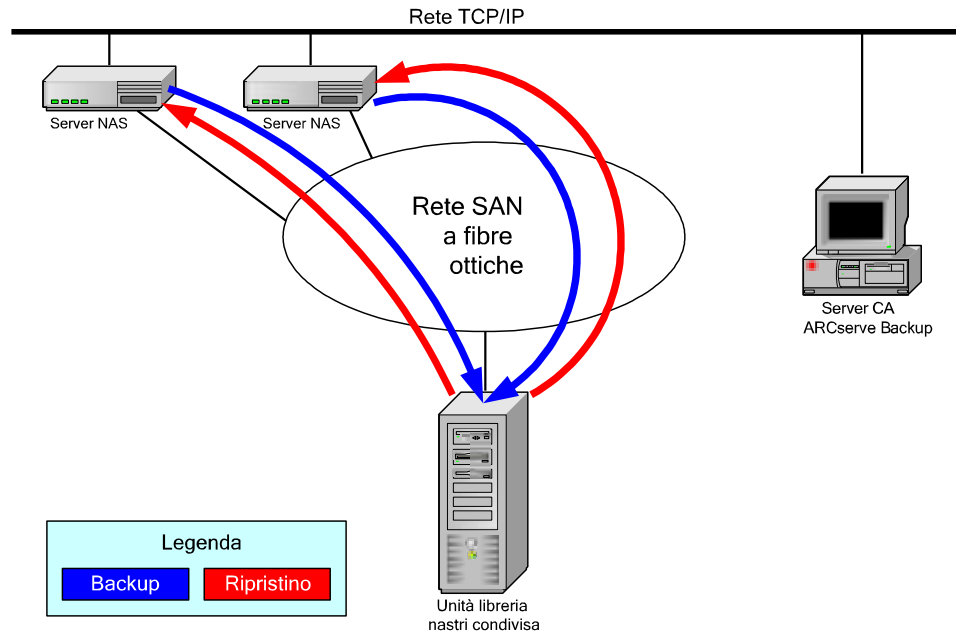 Rete TCP/IP
Server NAS
Server NAS
Rete SAN
a fibre
ottiche
Server CA
ARCserve Backup
Unità libreria
nastri condivisa
Legenda
Backup
Ripristino